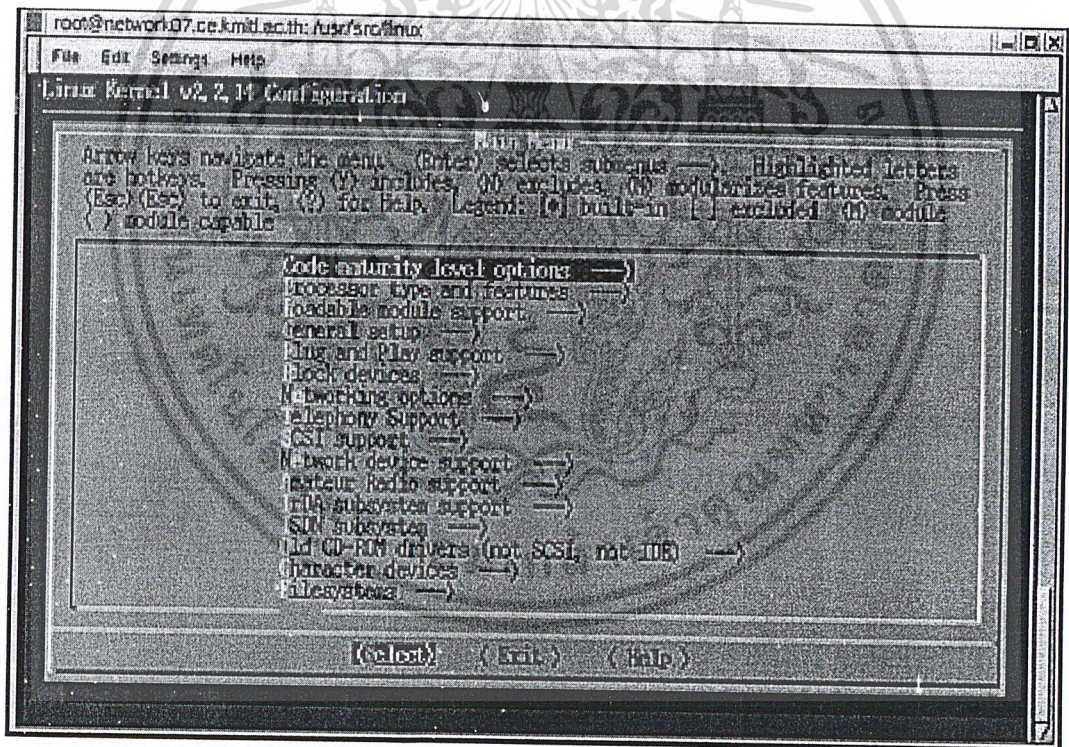 root@network07.ce.kmitl.ac.th: /usr/src/linux
File Edit Settings Help
Linux Kernel v2.2.14 Configuration
Main Menu
Arrow keys navigate the menu. <Enter> selects submenus --->. Highlighted letters
are hotkeys. Pressing <Y> includes, <N> excludes, <M> modularizes features. Press
<Esc><Esc> to exit, <?> for Help. Legend: [*] built-in [ ] excluded <M> module
< > module capable
Code maturity level options --->
Processor type and features --->
Loadable module support --->
General setup --->
Plug and Play support --->
Block devices --->
Networking options --->
Telephony Support --->
SCSI support --->
Network device support --->
Amateur Radio support --->
IrDA subsystem support --->
ISDN subsystem --->
Old CD-ROM drivers (not SCSI, not IDE) --->
Character devices --->
Filesystems --->
<Select> < Exit > < Help >